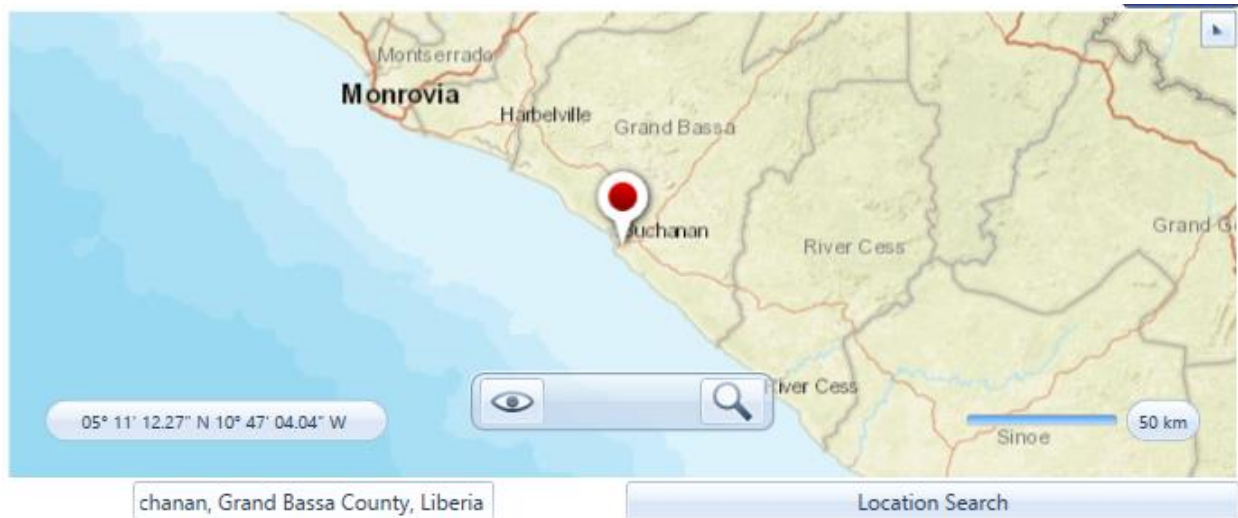 Montserrado
Monrovia
Harbelville
Grand Bassa
Buchanan
River Cess
Grand G
River Cess
05° 11' 12.27" N 10° 47' 04.04" W
50 km
Sinoe
chanan, Grand Bassa County, Liberia
Location Search